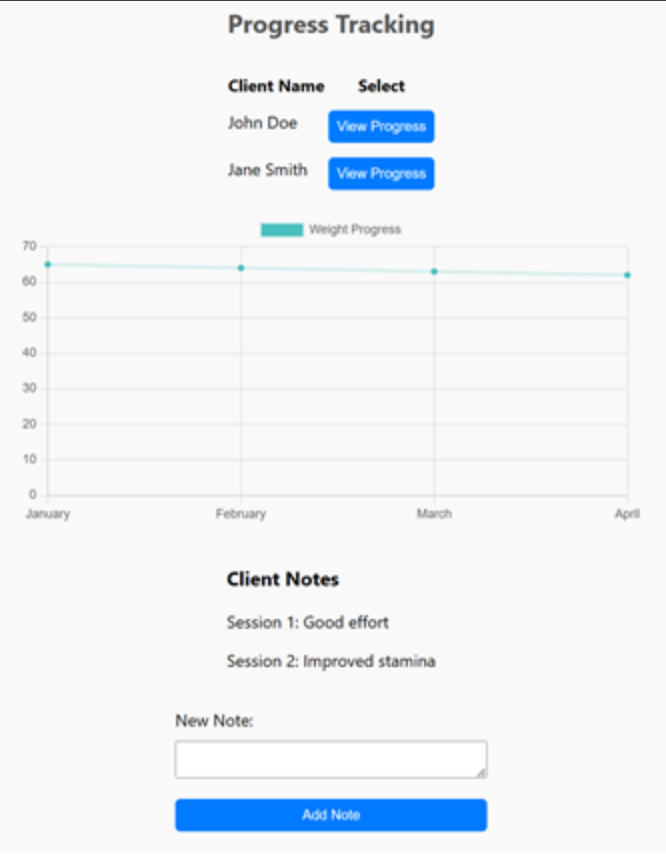 Progress Tracking
Client Name Select
John Doe View Progress
Jane Smith View Progress
Weight Progress
70
60
50
40
30
20
10
0
January February March April
Client Notes
Session 1: Good effort
Session 2: Improved stamina
New Note:
Add Note